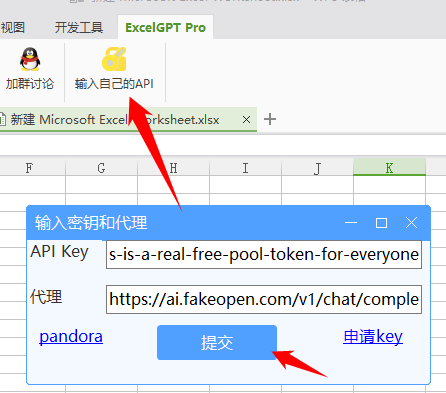 视图 开发工具 ExcelGPT Pro
加群讨论 输入自己的API
新建 Microsoft Excel Worksheet.xlsx × +
F G H I J K L
输入密钥和代理
API Key s-is-a-real-free-pool-token-for-everyone
代理 https://ai.fakeopen.com/v1/chat/comple
pandora 提交 申请key